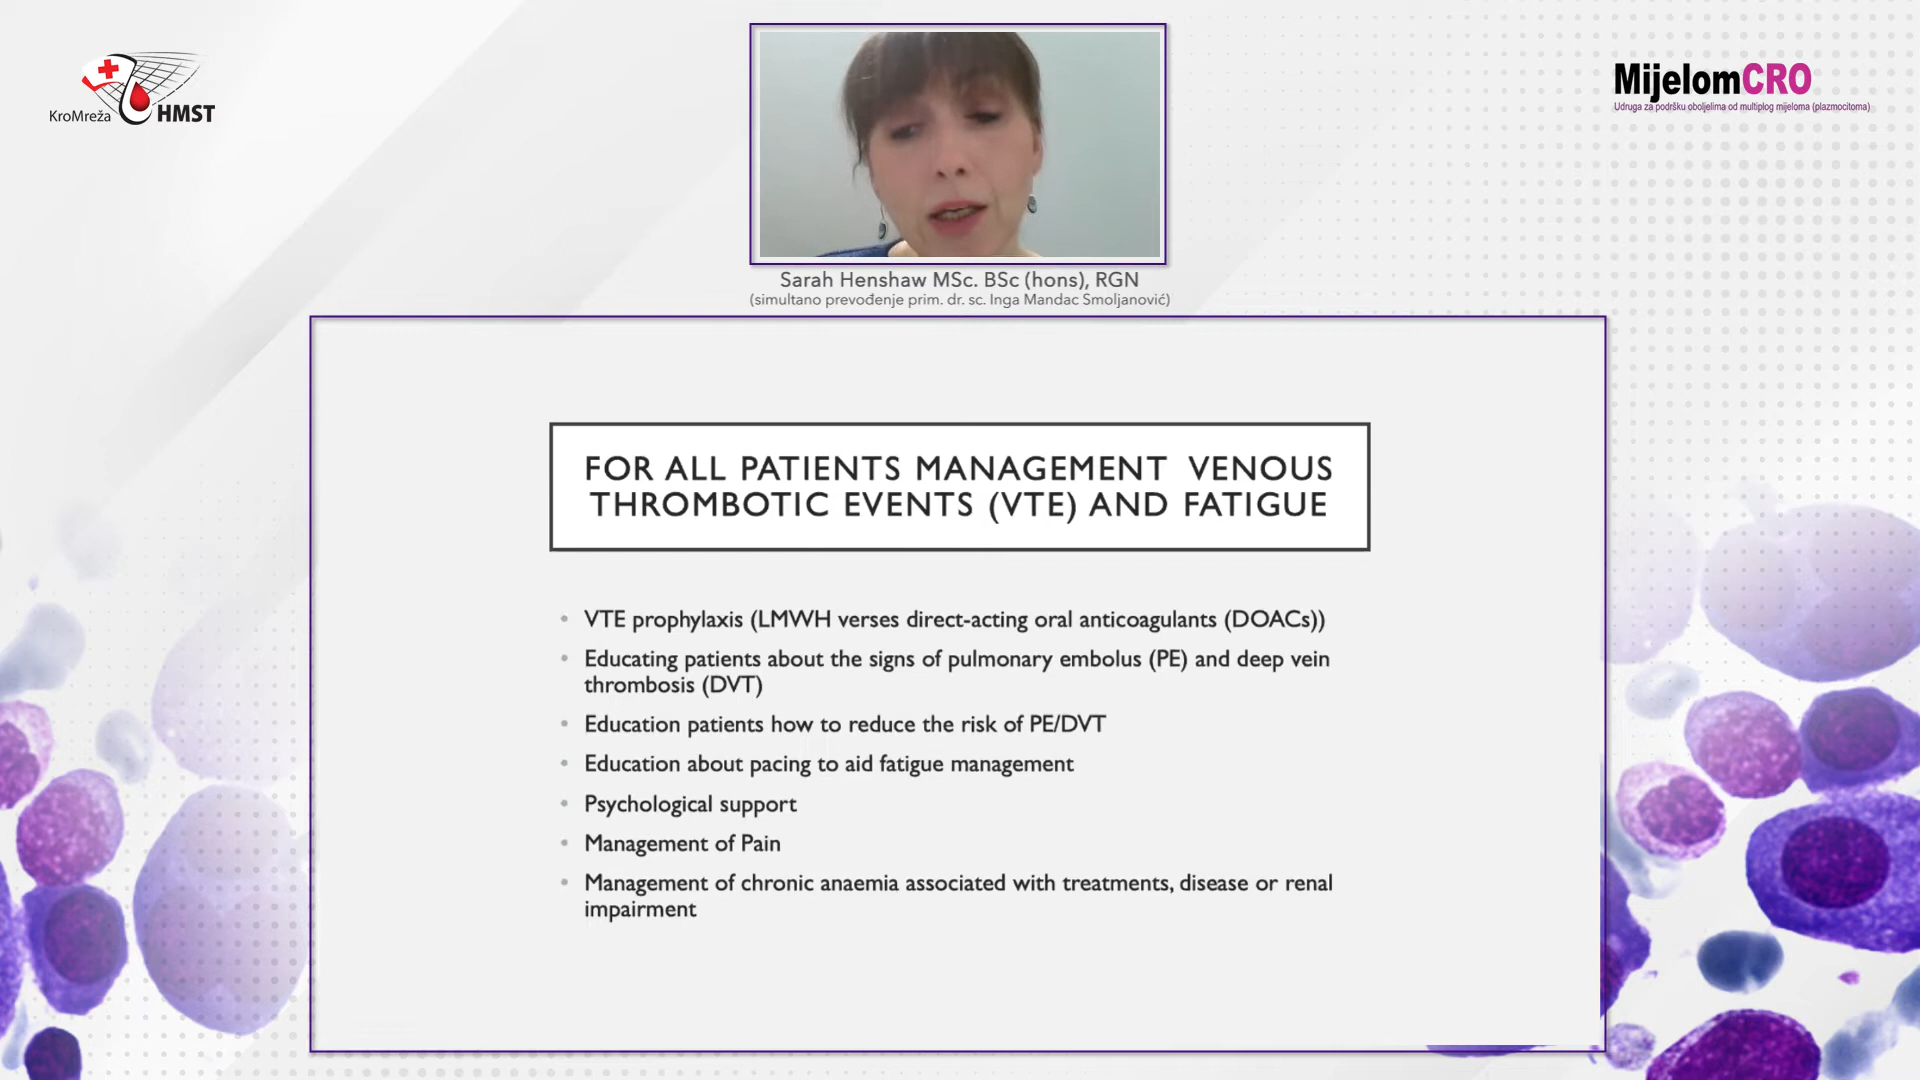 KroMreža HMST
MijelomCRO
Udruga za podršku oboljelima od multiplog mijeloma (plazmocitoma)
Sarah Henshaw MSc. BSc (hons), RGN
(simultano prevođenje prim. dr. sc. Inga Mandac Smoljanović)
FOR ALL PATIENTS MANAGEMENT VENOUS
THROMBOTIC EVENTS (VTE) AND FATIGUE
• VTE prophylaxis (LMWH verses direct-acting oral anticoagulants (DOACs))
• Educating patients about the signs of pulmonary embolus (PE) and deep vein
thrombosis (DVT)
• Education patients how to reduce the risk of PE/DVT
• Education about pacing to aid fatigue management
• Psychological support
• Management of Pain
• Management of chronic anaemia associated with treatments, disease or renal
impairment